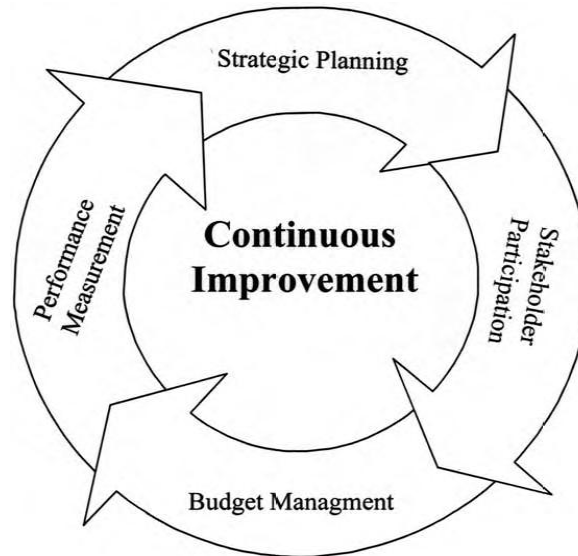 Strategic Planning
Stakeholder
Participation
Budget Managment
Performance
Measurement
Continuous
Improvement